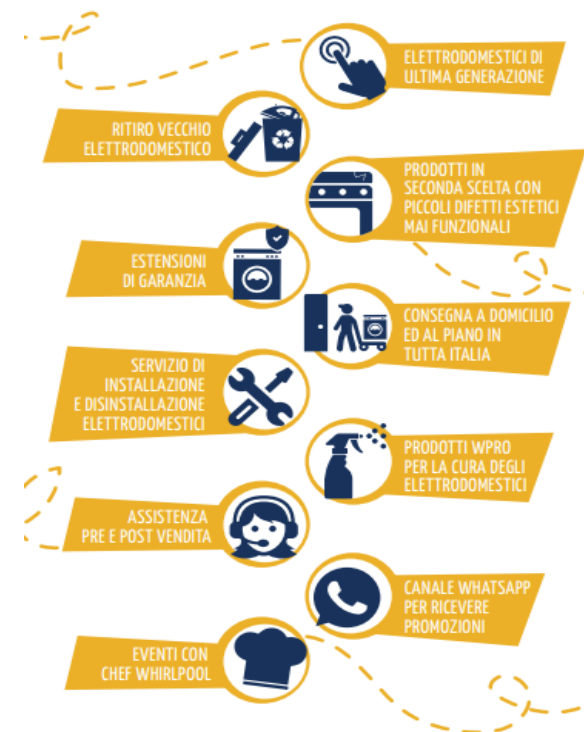 ELETTRODOMESTICI DI
ULTIMA GENERAZIONE
RITIRO VECCHIO
ELETTRODOMESTICO
PRODOTTI IN
SECONDA SCELTA CON
PICCOLI DIFETTI ESTETICI
MAI FUNZIONALI
ESTENSIONI
DI GARANZIA
CONSEGNA A DOMICILIO
ED AL PIANO IN
TUTTA ITALIA
SERVIZIO DI
INSTALLAZIONE
E DISINSTALLAZIONE
ELETTRODOMESTICI
PRODOTTI WPRO
PER LA CURA DEGLI
ELETTRODOMESTICI
ASSISTENZA
PRE E POST VENDITA
CANALE WHATSAPP
PER RICEVERE
PROMOZIONI
EVENTI CON
CHEF WHIRLPOOL